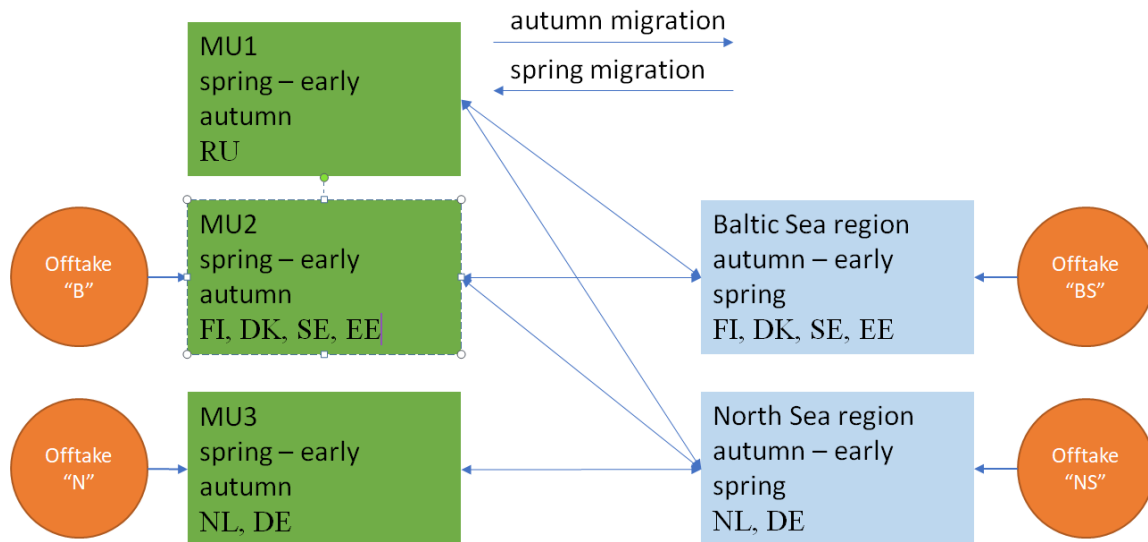 autumn migration
spring migration
MU1
spring – early
autumn
RU
Offtake
“B”
MU2
spring – early
autumn
FI, DK, SE, EE
Baltic Sea region
autumn – early
spring
FI, DK, SE, EE
Offtake
“BS”
Offtake
“N”
MU3
spring – early
autumn
NL, DE
North Sea region
autumn – early
spring
NL, DE
Offtake
“NS”